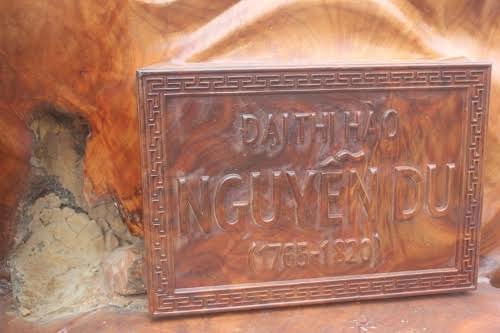 ĐẠI THI HÀO
NGUYỄN DU
(1765-1820)